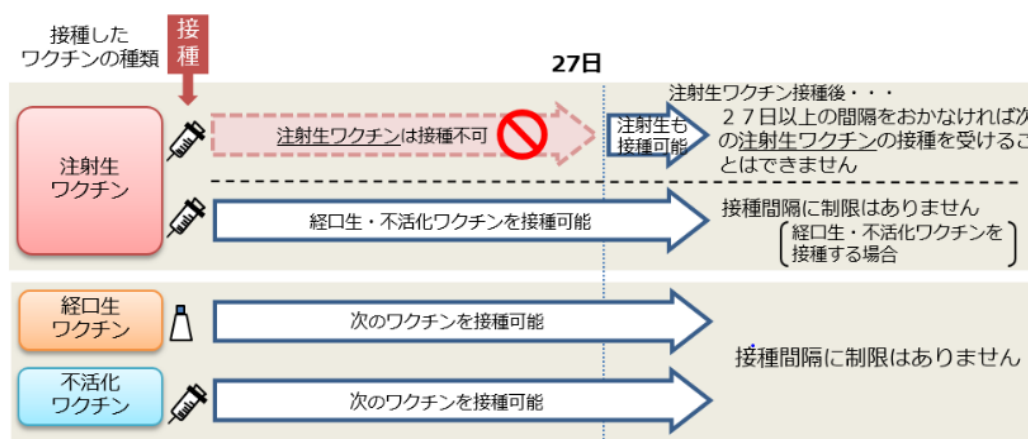 接種した
ワクチンの種類
接
種
27日
注射生
ワクチン
注射生ワクチンは接種不可
注射生も
接種可能
注射生ワクチン接種後・・・
２７日以上の間隔をおかなければ次
の注射生ワクチンの接種を受けるこ
とはできません
経口生・不活化ワクチンを接種可能
接種間隔に制限はありません
経口生・不活化ワクチンを
接種する場合
経口生
ワクチン
次のワクチンを接種可能
接種間隔に制限はありません
不活化
ワクチン
次のワクチンを接種可能